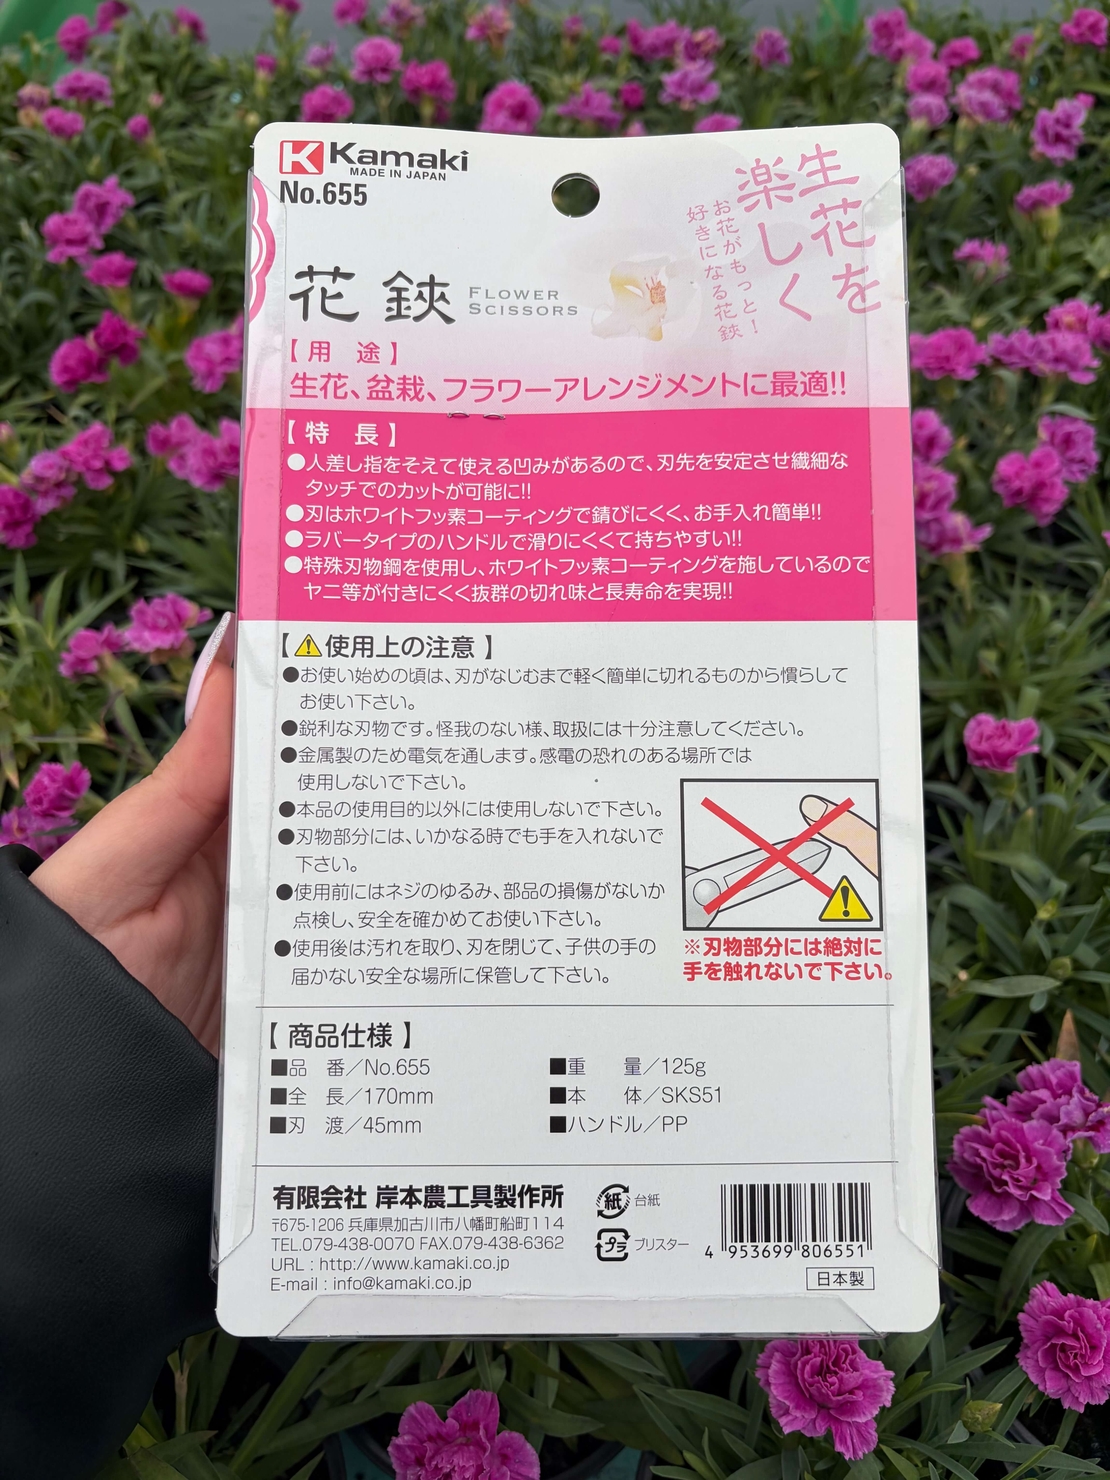 Kamaki
MADE IN JAPAN
No.655
生花を
楽しく
お花がもっと!
好きになる花鋏
花鋏 FLOWER
SCISSORS
【用 途】
生花、盆栽、フラワーアレンジメントに最適!!
【特 長】
●人差し指をそえて使える凹みがあるので、刃先を安定させ繊細な
タッチでのカットが可能に!!
●刃はホワイトフッ素コーティングで錆びにくく、お手入れ簡単!!
●ラバータイプのハンドルで滑りにくくて持ちやすい!!
●特殊刃物鋼を使用し、ホワイトフッ素コーティングを施しているので
ヤニ等が付きにくく抜群の切れ味と長寿命を実現!!
【⚠使用上の注意】
●お使い始めの頃は、刃がなじむまで軽く簡単に切れるものから慣らして
お使い下さい。
●鋭利な刃物です。怪我のない様、取扱には十分注意してください。
●金属製のため電気を通します。感電の恐れのある場所では
使用しないで下さい。
●本品の使用目的以外には使用しないで下さい。
●刃物部分には、いかなる時でも手を入れないで
下さい。
●使用前にはネジのゆるみ、部品の損傷がないか
点検し、安全を確かめてお使い下さい。
●使用後は汚れを取り、刃を閉じて、子供の手の
届かない安全な場所に保管して下さい。
※刃物部分には絶対に
手を触れないで下さい。
【商品仕様】
■品 番/No.655
■全 長/170mm
■刃 渡/45mm
■重 量/125g
■本 体/SKS51
■ハンドル/PP
有限会社 岸本農工具製作所
〒675-1206 兵庫県加古川市八幡町船町114
TEL.079-438-0070 FAX.079-438-6362
URL : http://www.kamaki.co.jp
E-mail : info@kamaki.co.jp
紙 台紙
プラ ブリスター
4 953699 806551
日本製